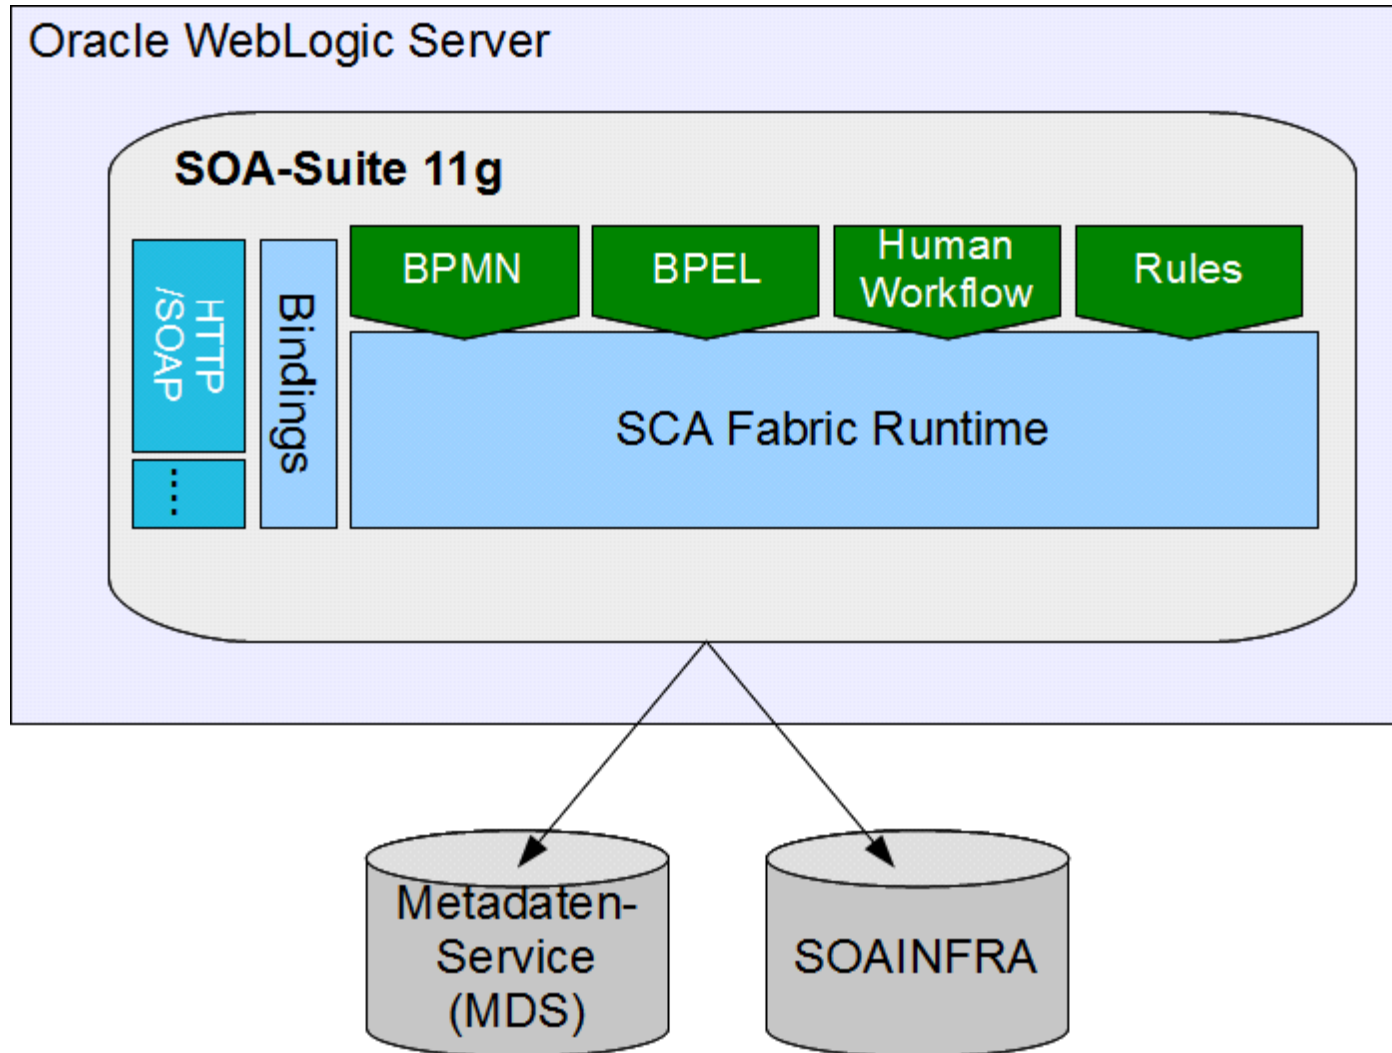 Oracle WebLogic Server
SOA-Suite 11g
HTTP
/SOAP
....
Bindings
BPMN
BPEL
Human
Workflow
Rules
SCA Fabric Runtime
Metadaten-
Service
(MDS)
SOAINFRA